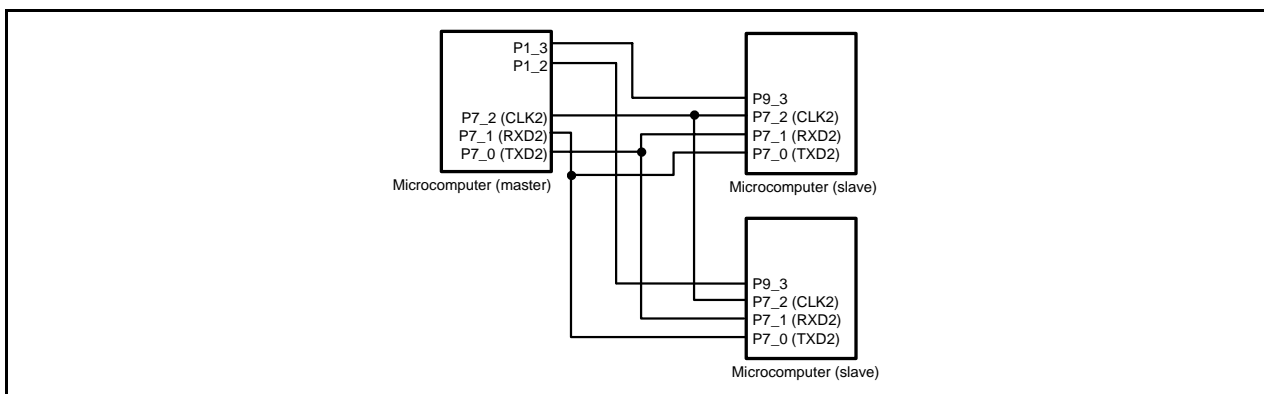 P1_3
P1_2
P7_2 (CLK2)
P7_1 (RXD2)
P7_0 (TXD2)
Microcomputer (master)
P9_3
P7_2 (CLK2)
P7_1 (RXD2)
P7_0 (TXD2)
Microcomputer (slave)
P9_3
P7_2 (CLK2)
P7_1 (RXD2)
P7_0 (TXD2)
Microcomputer (slave)